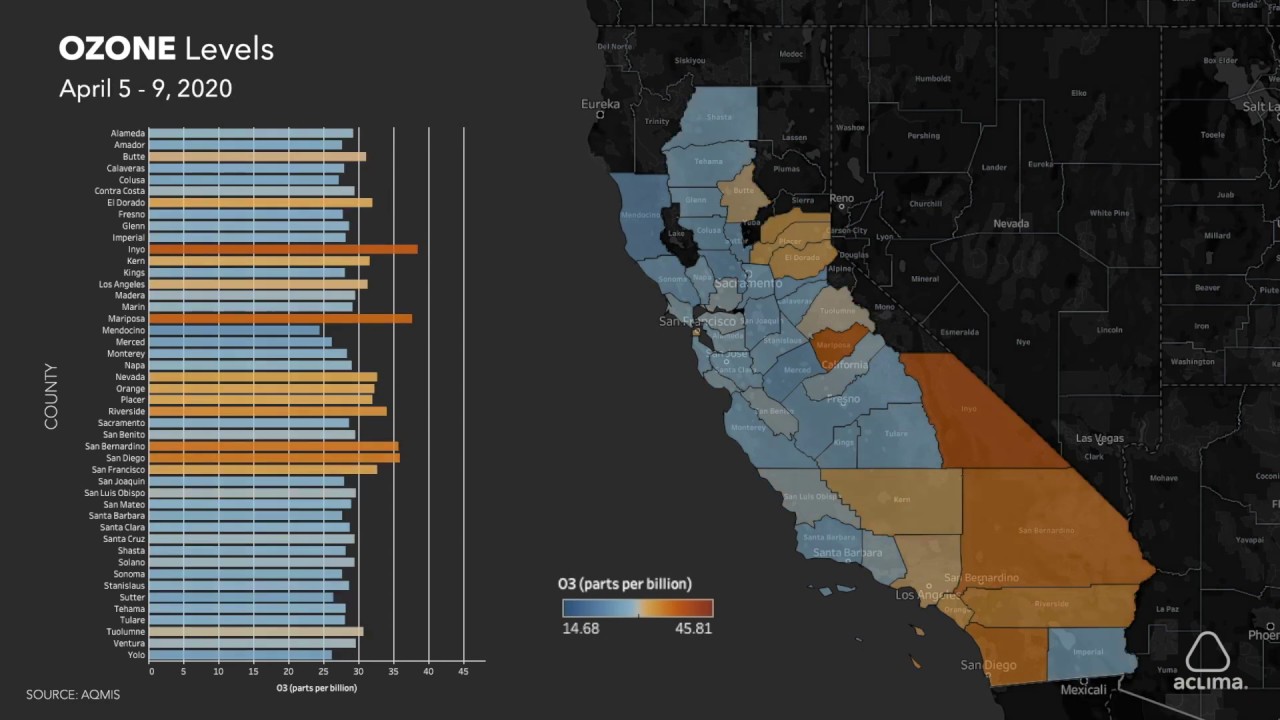 OZONE Levels
April 5 - 9, 2020
COUNTY
Alameda
Amador
Butte
Calaveras
Colusa
Contra Costa
El Dorado
Fresno
Glenn
Imperial
Inyo
Kern
Kings
Los Angeles
Madera
Marin
Mariposa
Mendocino
Merced
Monterey
Napa
Nevada
Orange
Placer
Riverside
Sacramento
San Benito
San Bernardino
San Diego
San Francisco
San Joaquin
San Luis Obispo
San Mateo
Santa Barbara
Santa Clara
Santa Cruz
Shasta
Solano
Sonoma
Stanislaus
Sutter
Tehama
Tulare
Tuolumne
Ventura
Yolo
0 5 10 15 20 25 30 35 40 45
O3 (parts per billion)
SOURCE: AQMIS
O3 (parts per billion)
14.68 45.81
Del Norte
Siskiyou
Modoc
Eureka
Trinity
Shasta
Lassen
Washoe
Humboldt
Elko
Box Elder
Oneida
Salt La
Pershing
Lander
Eureka
Tooele
Tehama
Plumas
Butte
Glenn
Sierra
Reno
Churchill
White Pine
Juab
Mendocino
Lake
Colusa
Yuba
Placer
Carson City
Lyon
Nevada
Millard
El Dorado
Douglas
Alpine
Sonoma
Napa
Sacramento
Calaveras
Mineral
Beaver
Piute
Tuolumne
Mono
San Francisco
San Joaquin
Esmeralda
Nye
Lincoln
Iron
Stanislaus
Mariposa
San Jose
Santa Clara
Merced
California
Washington
Fresno
Inyo
San Benito
Monterey
Kings
Tulare
Las Vegas
Clark
Mohave
Coconi
San Luis Obispo
Kern
San Bernardino
Yavapai
Santa Barbara
Santa Barbara
San Bernardino
Los Angeles
Orange
Riverside
La Paz
Phoen
San Diego
Imperial
Yuma
Mexicali
Pinal
aclima.